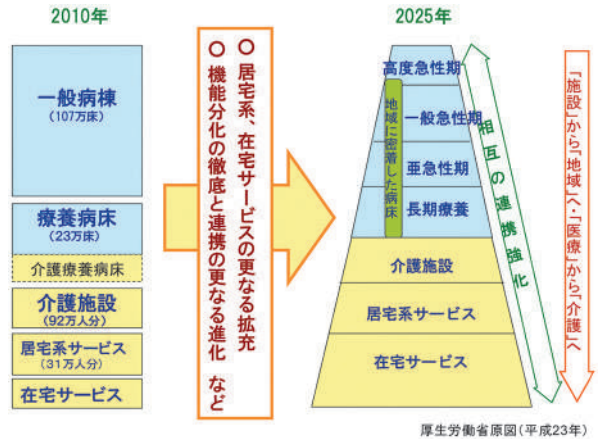 2010年
一般病棟
(107万床)
療養病床
(23万床)
介護療養病床
介護施設
(92万人分)
居宅系サービス
(31万人分)
在宅サービス
○ 居宅系、在宅サービスの更なる拡充
○ 機能分化の徹底と連携の更なる進化 など
2025年
高度急性期
一般急性期
亜急性期
長期療養
地域に密着した病床
介護施設
居宅系サービス
在宅サービス
相互の連携強化
「施設」から「地域」へ・「医療」から「介護」へ
厚生労働省原図(平成23年)